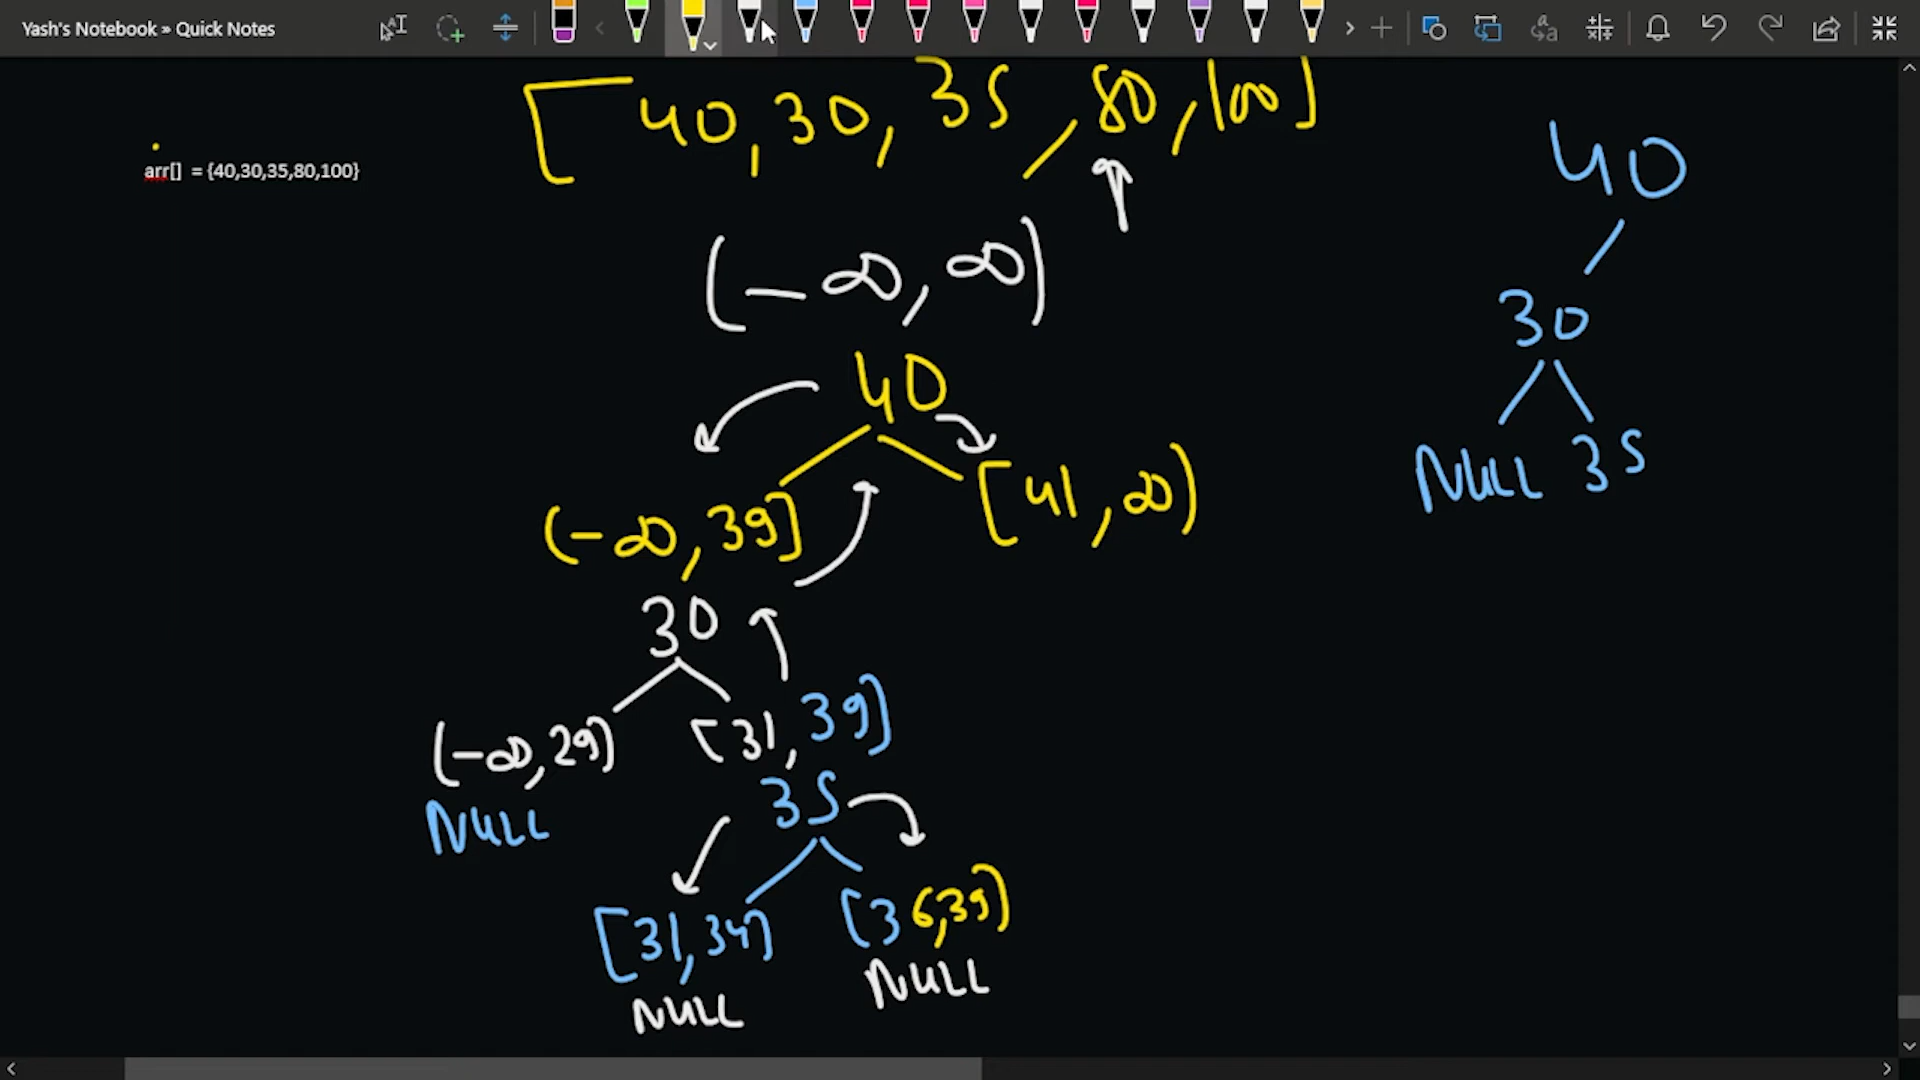 Yash's Notebook » Quick Notes
[40,30,35,80,100]
arr[] = {40,30,35,80,100}
40
(-∞,∞)
30
40
NULL 35
(-∞,39] [41,∞)
30
(-∞,29] [31,39]
35
NULL
[31,34] [36,39]
NULL NULL